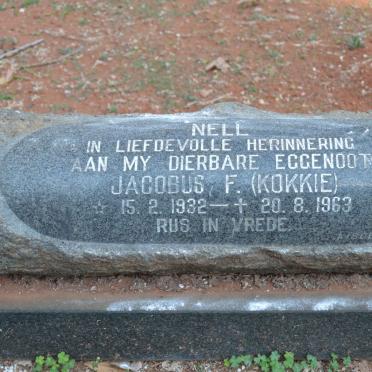 NELL
IN LIEFDEVOLLE HERINNERING
AAN MY DIERBARE EGGENOOT
JACOBUS F. (KOKKIE)
☆ 15. 2. 1932 — ✝ 20. 8. 1963
RUS IN VREDE